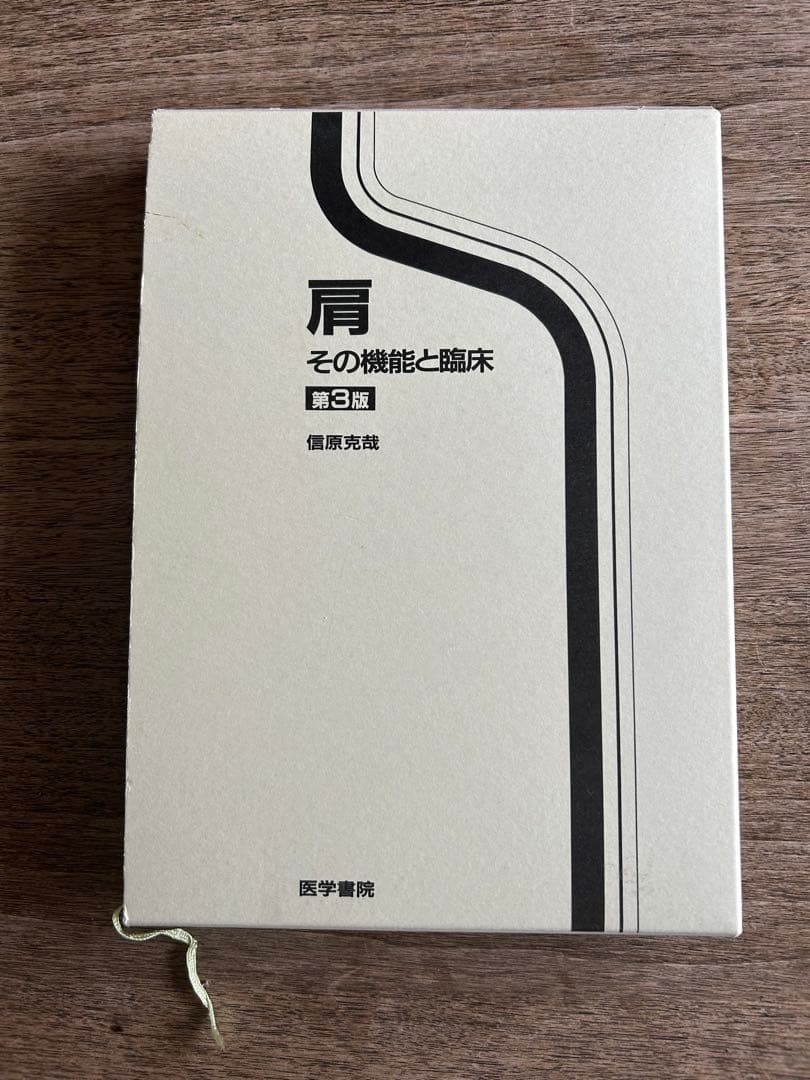 肩
その機能と臨床
第3版
信原克哉
医学書院